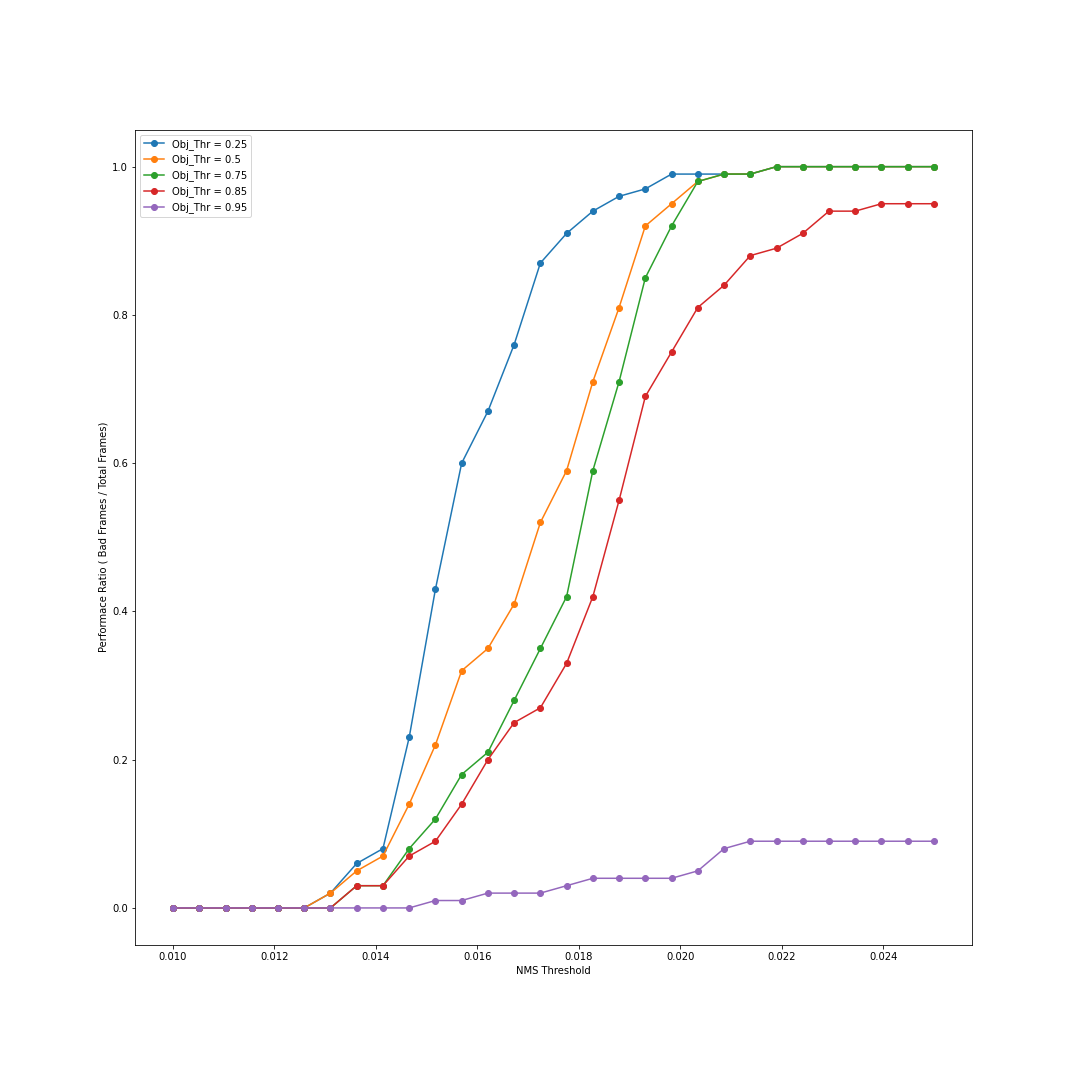 Obj_Thr = 0.25
Obj_Thr = 0.5
Obj_Thr = 0.75
Obj_Thr = 0.85
Obj_Thr = 0.95
1.0
0.8
0.6
0.4
0.2
0.0
Performace Ratio ( Bad Frames / Total Frames)
0.010 0.012 0.014 0.016 0.018 0.020 0.022 0.024
NMS Threshold